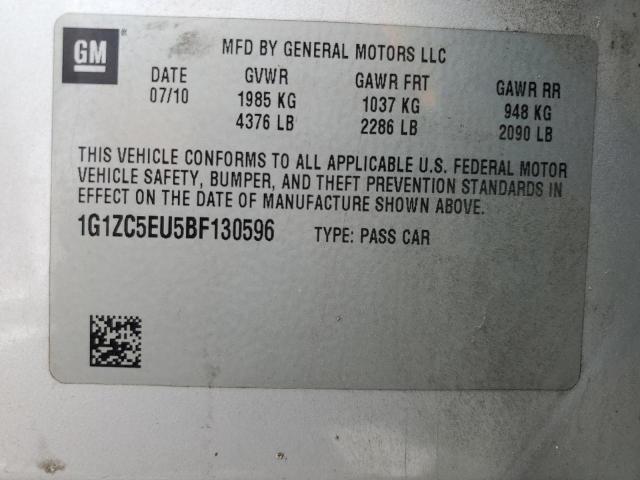 GM
MFD BY GENERAL MOTORS LLC
DATE GVWR GAWR FRT GAWR RR
07/10 1985 KG 1037 KG 948 KG
4376 LB 2286 LB 2090 LB
THIS VEHICLE CONFORMS TO ALL APPLICABLE U.S. FEDERAL MOTOR
VEHICLE SAFETY, BUMPER, AND THEFT PREVENTION STANDARDS IN
EFFECT ON THE DATE OF MANUFACTURE SHOWN ABOVE.
1G1ZC5EU5BF130596 TYPE: PASS CAR